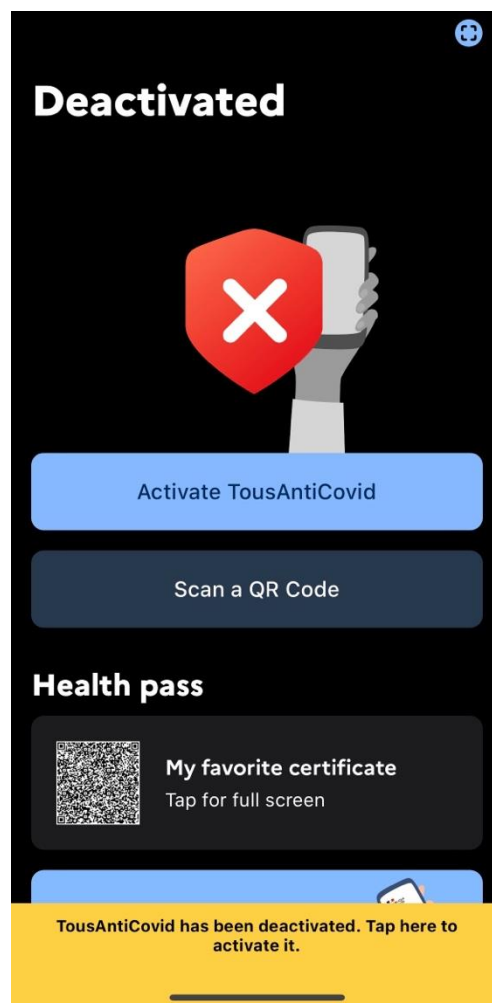 Deactivated
Activate TousAntiCovid
Scan a QR Code
Health pass
My favorite certificate
Tap for full screen
TousAntiCovid has been deactivated. Tap here to
activate it.